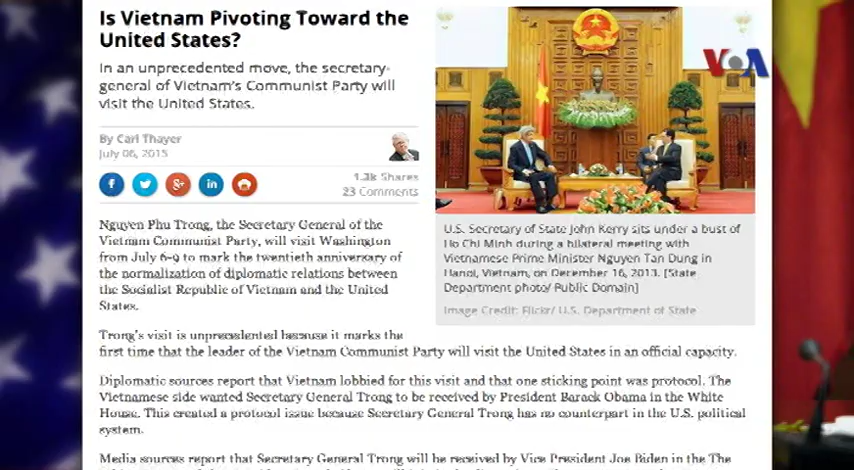 Is Vietnam Pivoting Toward the
United States?
In an unprecedented move, the secretary-
general of Vietnam's Communist Party will
visit the United States.
By Carl Thayer
July 06, 2015
1.3k Shares
23 Comments
Nguyen Phu Trong, the Secretary General of the
Vietnam Communist Party, will visit Washington
from July 6-9 to mark the twentieth anniversary of
the normalization of diplomatic relations between
the Socialist Republic of Vietnam and the United
States.
Trong's visit is unprecedented because it marks the
first time that the leader of the Vietnam Communist Party will visit the United States in an official capacity.
Diplomatic sources report that Vietnam lobbied for this visit and that one sticking point was protocol. The
Vietnamese side wanted Secretary General Trong to be received by President Barack Obama in the White
House. This created a protocol issue because Secretary General Trong has no counterpart in the U.S. political
system.
Media sources report that Secretary General Trong will be received by Vice President Joe Biden in the The
VOA
U.S. Secretary of State John Kerry sits under a bust of
Ho Chi Minh during a bilateral meeting with
Vietnamese Prime Minister Nguyen Tan Dung in
Hanoi, Vietnam, on December 16, 2013. [State
Department photo/ Public Domain]
Image Credit: Flickr/ U.S. Department of State